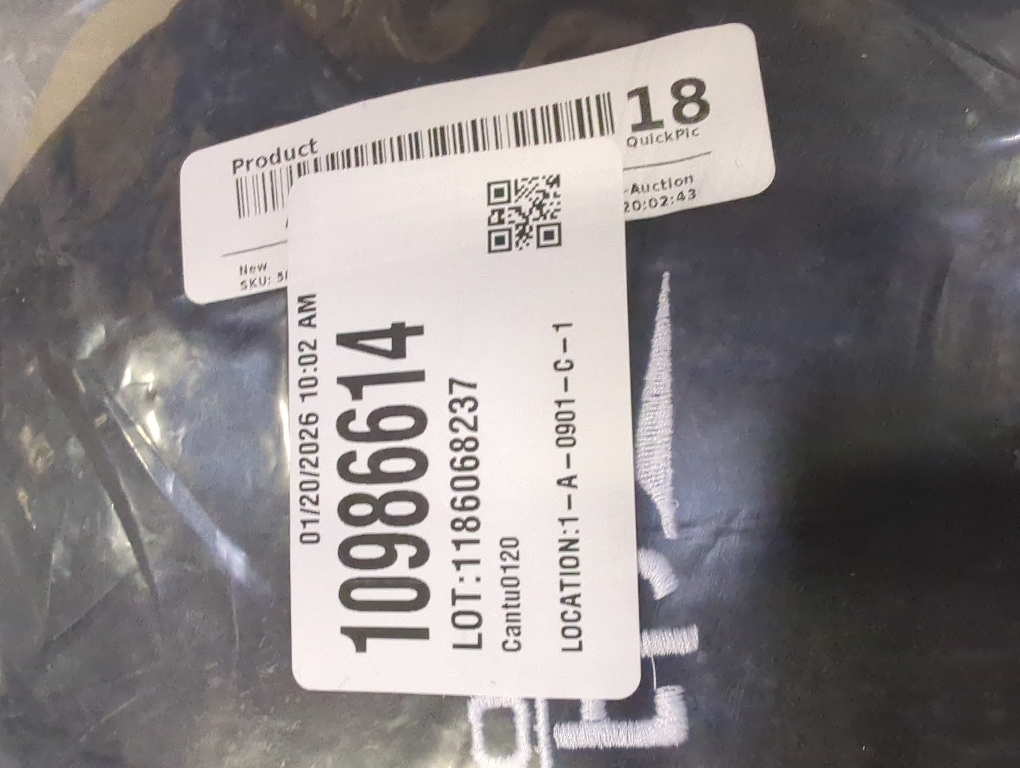 Product
18
QuickPic
New
-Auction
SKU:
20:02:43
01/20/2026 10:02 AM
1098614
LOT:1186068237
Cantu0120
LOCATION:1-A-0901-C-1